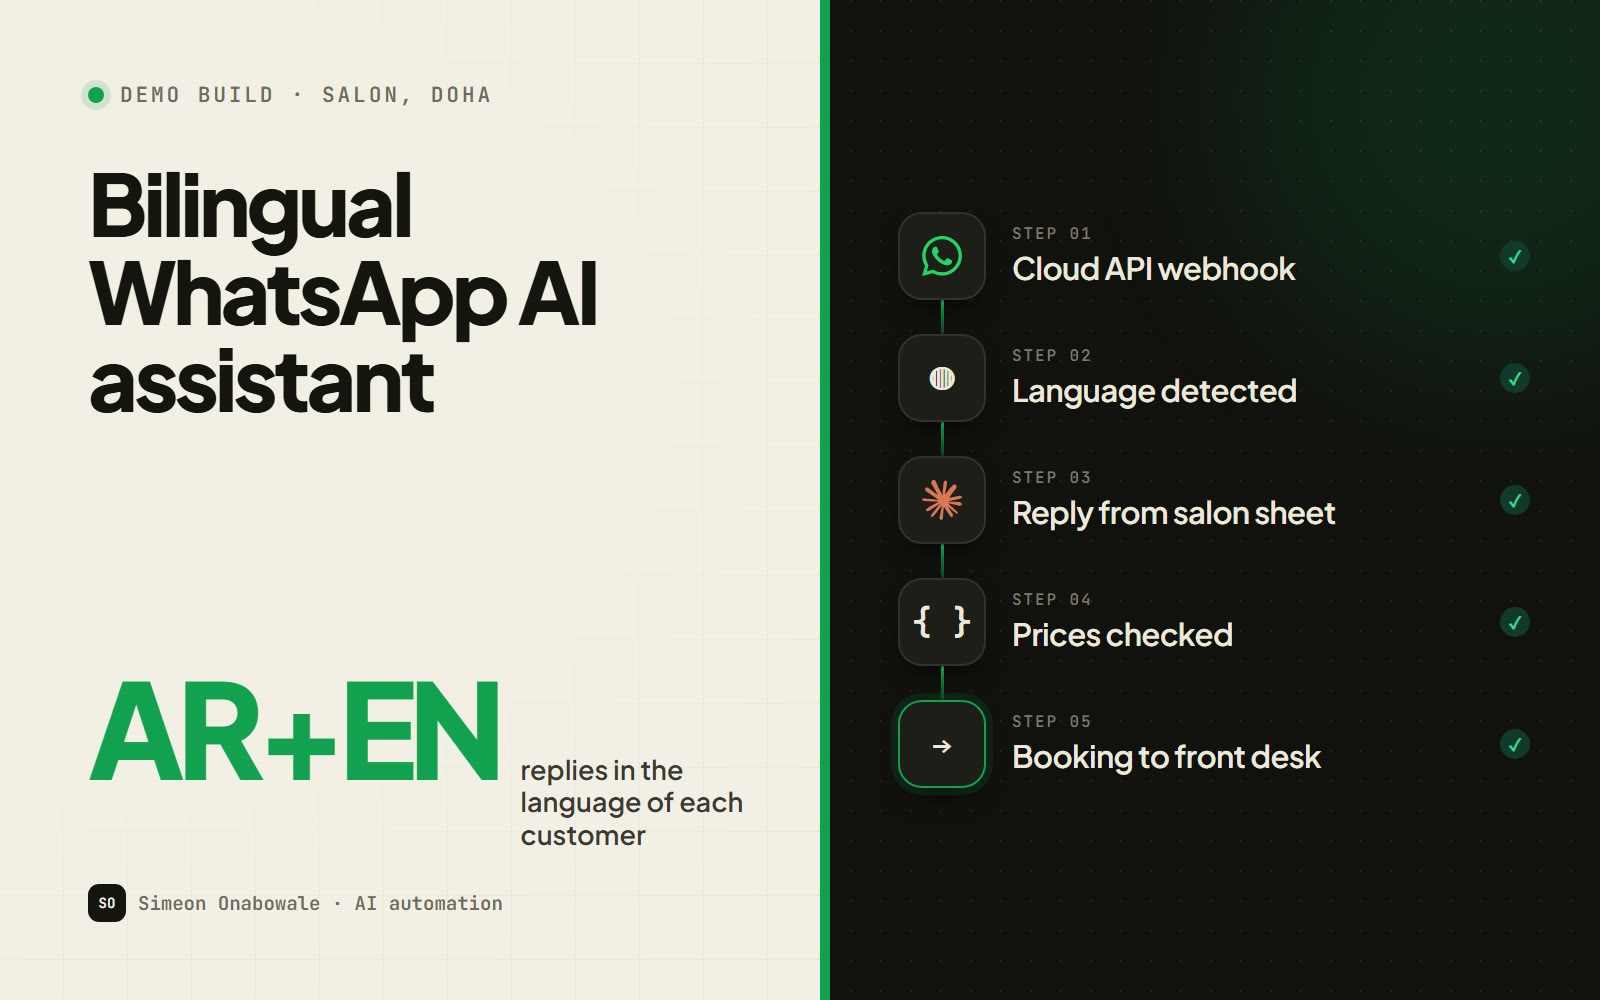 DEMO BUILD · SALON, DOHA
Bilingual
WhatsApp AI
assistant
AR+EN
replies in the
language of each
customer
SO
Simeon Onabowale · AI automation
STEP 01
Cloud API webhook
✓
STEP 02
Language detected
✓
STEP 03
Reply from salon sheet
✓
{ }
STEP 04
Prices checked
✓
→
STEP 05
Booking to front desk
✓